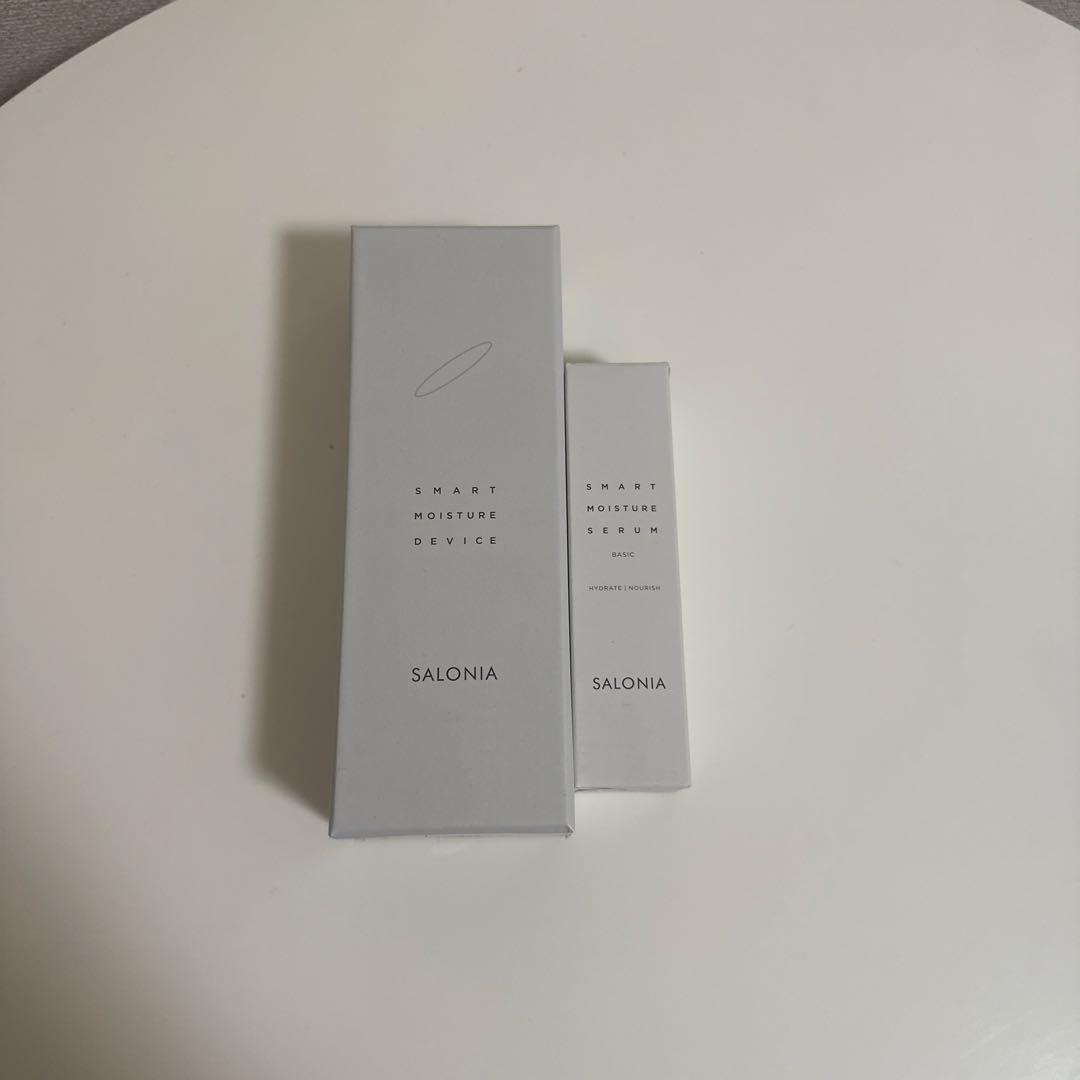 SMART
MOISTURE
DEVICE
SALONIA
SMART
MOISTURE
SERUM
BASIC
HYDRATE | NOURISH
SALONIA